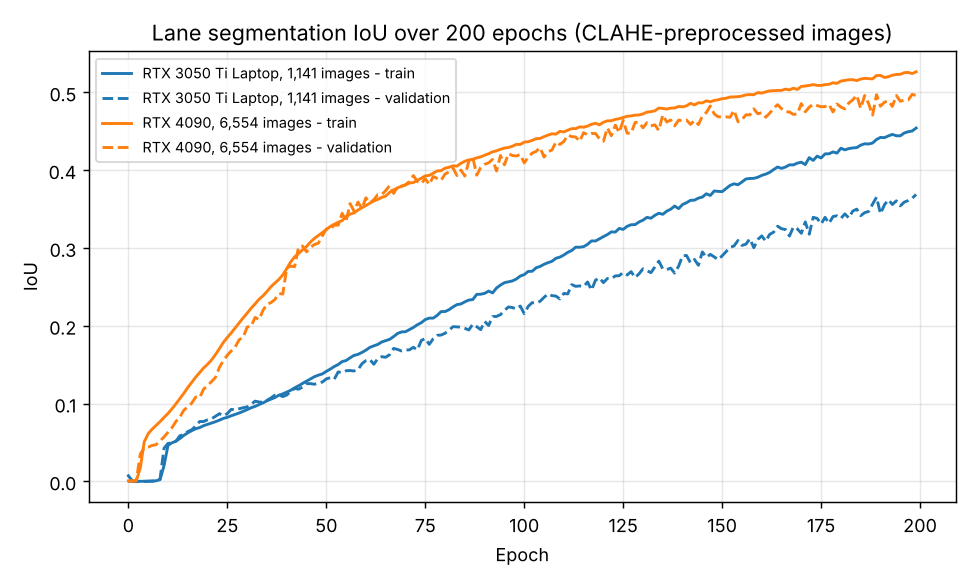 Lane segmentation IoU over 200 epochs (CLAHE-preprocessed images)
RTX 3050 Ti Laptop, 1,141 images - train
RTX 3050 Ti Laptop, 1,141 images - validation
RTX 4090, 6,554 images - train
RTX 4090, 6,554 images - validation
IoU
0.5
0.4
0.3
0.2
0.1
0.0
0 25 50 75 100 125 150 175 200
Epoch